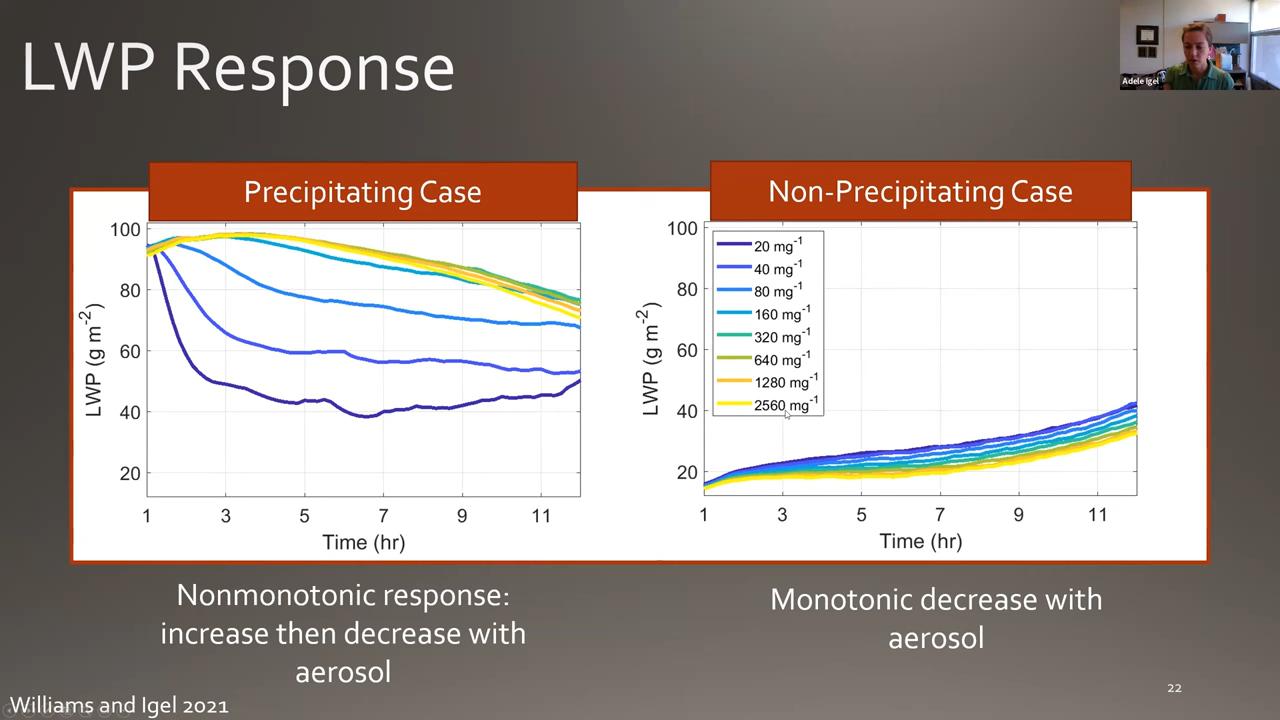 LWP Response
Adele Igel
Precipitating Case
Non-Precipitating Case
100
80
60
40
20
LWP (g m-2)
1 3 5 7 9 11
Time (hr)
100
80
60
40
20
LWP (g m-2)
20 mg-1
40 mg-1
80 mg-1
160 mg-1
320 mg-1
640 mg-1
1280 mg-1
2560 mg-1
1 3 5 7 9 11
Time (hr)
Nonmonotonic response:
increase then decrease with
aerosol
Monotonic decrease with
aerosol
22
Williams and Igel 2021